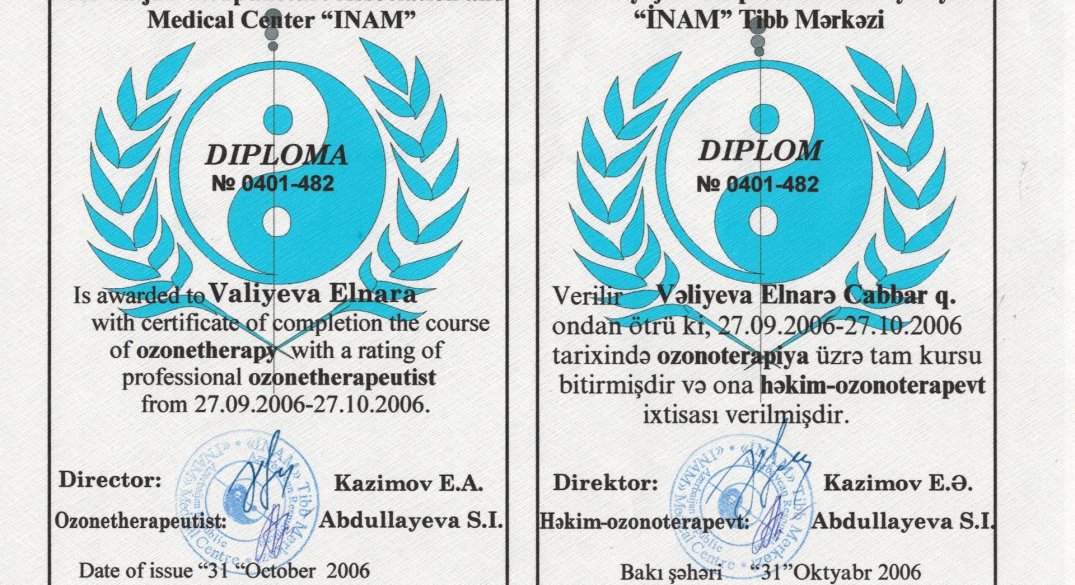 Medical Center “INAM”
DIPLOMA
№ 0401-482
Is awarded to Valiyeva Elnara
with certificate of completion the course
of ozonetherapy with a rating of
professional ozonetherapeutist
from 27.09.2006-27.10.2006.
Director: Kazimov E.A.
Ozonetherapeutist: Abdullayeva S.I.
Date of issue “31 “October 2006
“İNAM” Tibb Mərkəzi
DIPLOM
№ 0401-482
Verilir Vəliyeva Elnarə Cabbar q.
ondan ötrü ki, 27.09.2006-27.10.2006
tarixində ozonoterapiya üzrə tam kursu
bitirmişdir və ona həkim-ozonoterapevt
ixtisası verilmişdir.
Direktor: Kazimov E.Ə.
Həkim-ozonoterapevt: Abdullayeva S.I.
Bakı şəhəri “31”Oktyabr 2006